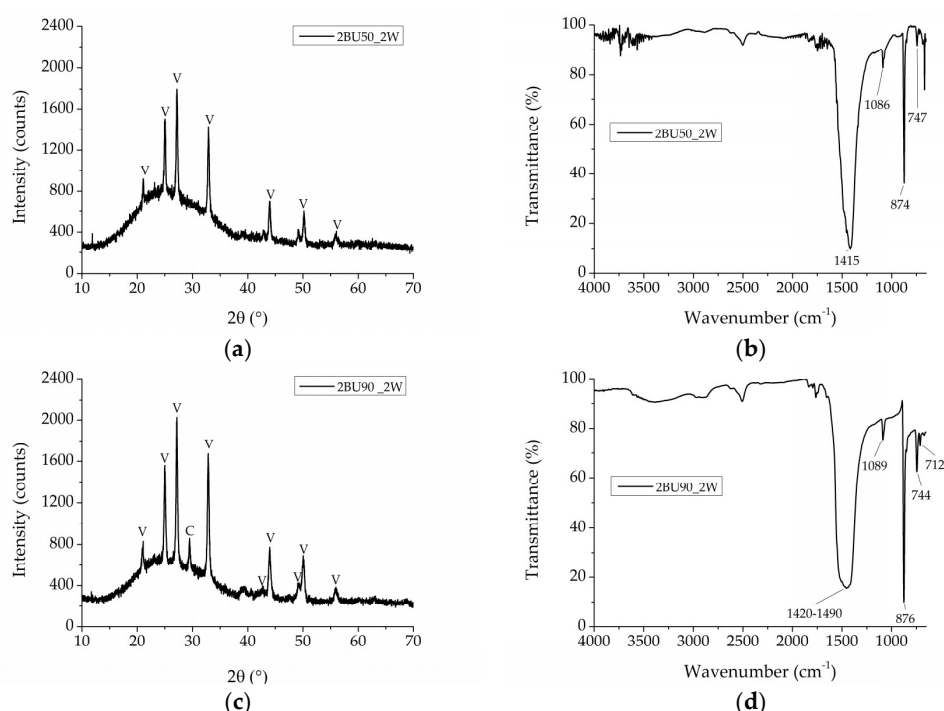 2400
2000
1600
1200
800
400
0
Intensity (counts)
2BU50_2W
V
V
V
V
V
V
V
10 20 30 40 50 60 70
2θ (°)
(a)
100
80
60
40
20
0
Transmittance (%)
2BU50_2W
1086
747
874
1415
4000 3500 3000 2500 2000 1500 1000
Wavenumber (cm-1)
(b)
2400
2000
1600
1200
800
400
0
Intensity (counts)
2BU90 _2W
V
V
V
C
V
V
V
V
V
V
10 20 30 40 50 60 70
2θ (°)
(c)
100
80
60
40
20
0
Transmittance (%)
2BU90_2W
1089
712
744
1420-1490
876
4000 3500 3000 2500 2000 1500 1000
Wavenumber (cm-1)
(d)